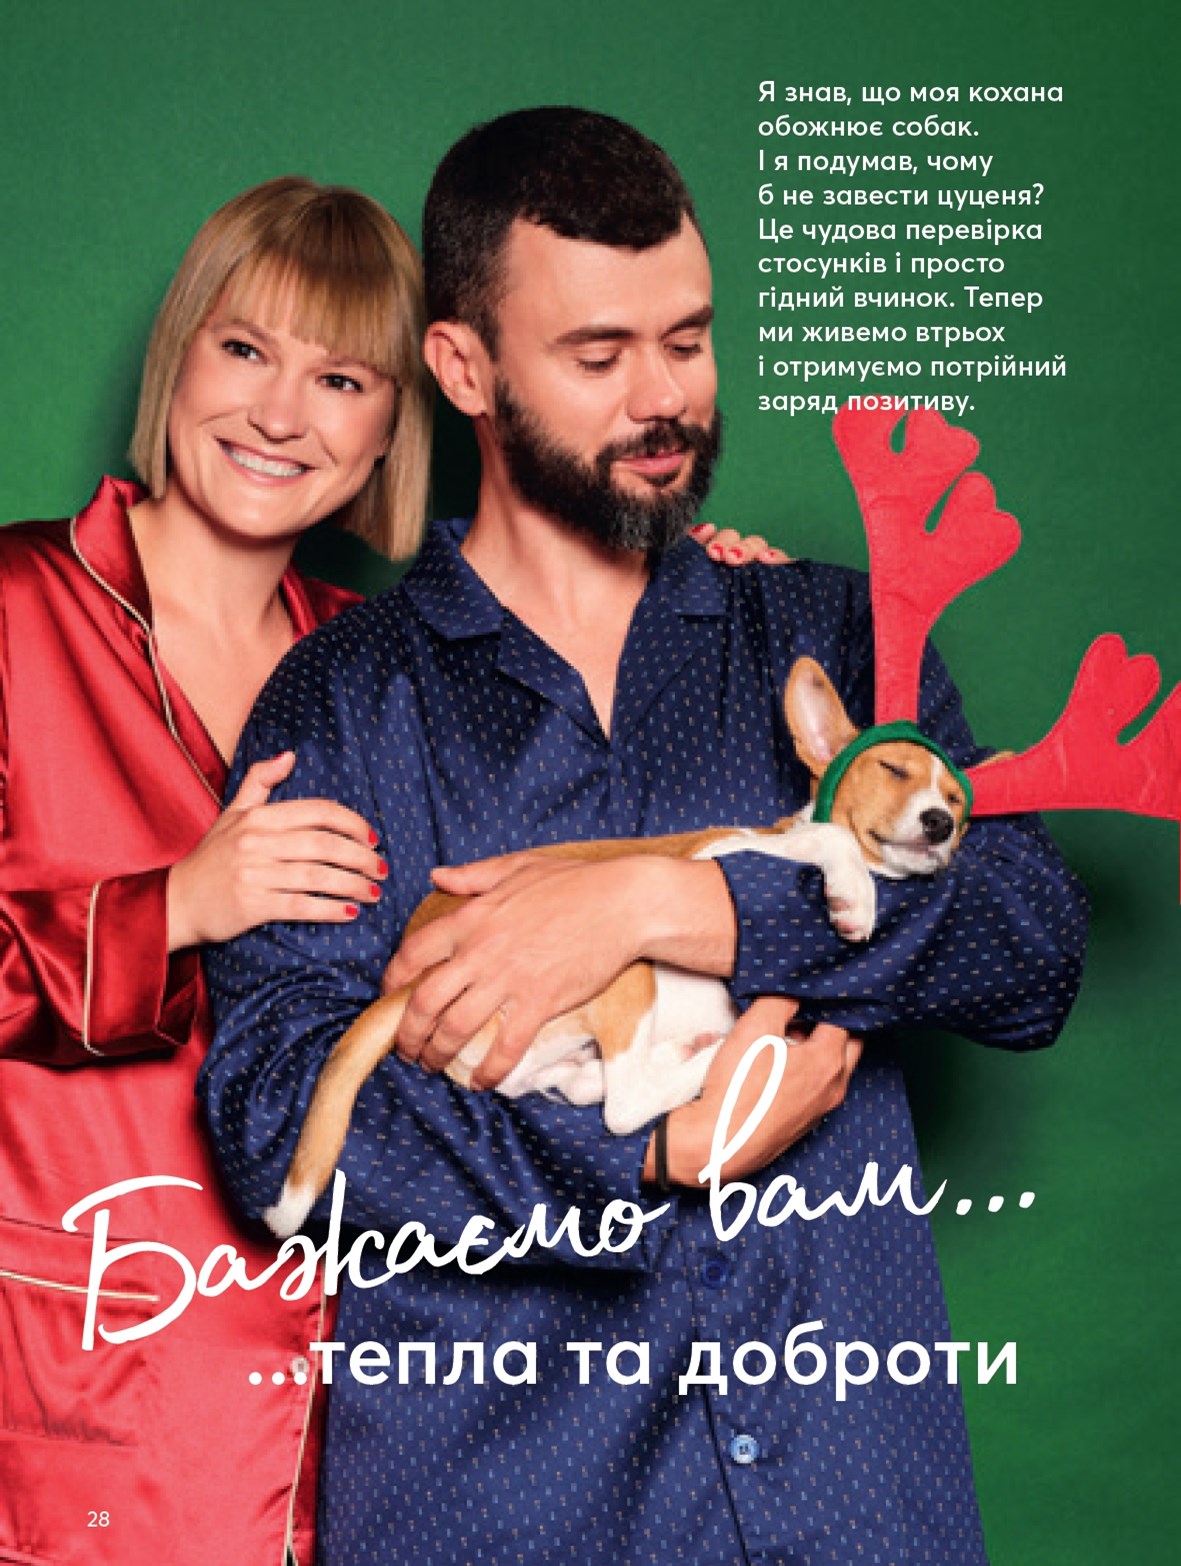 Я знав, що моя кохана
обожнює собак.
І я подумав, чому
б не завести цуценя?
Це чудова перевірка
стосунків і просто
гідний вчинок. Тепер
ми живемо втрьох
і отримуємо потрійний
заряд позитиву.
Бажаємо вам...
...тепла та доброти
28